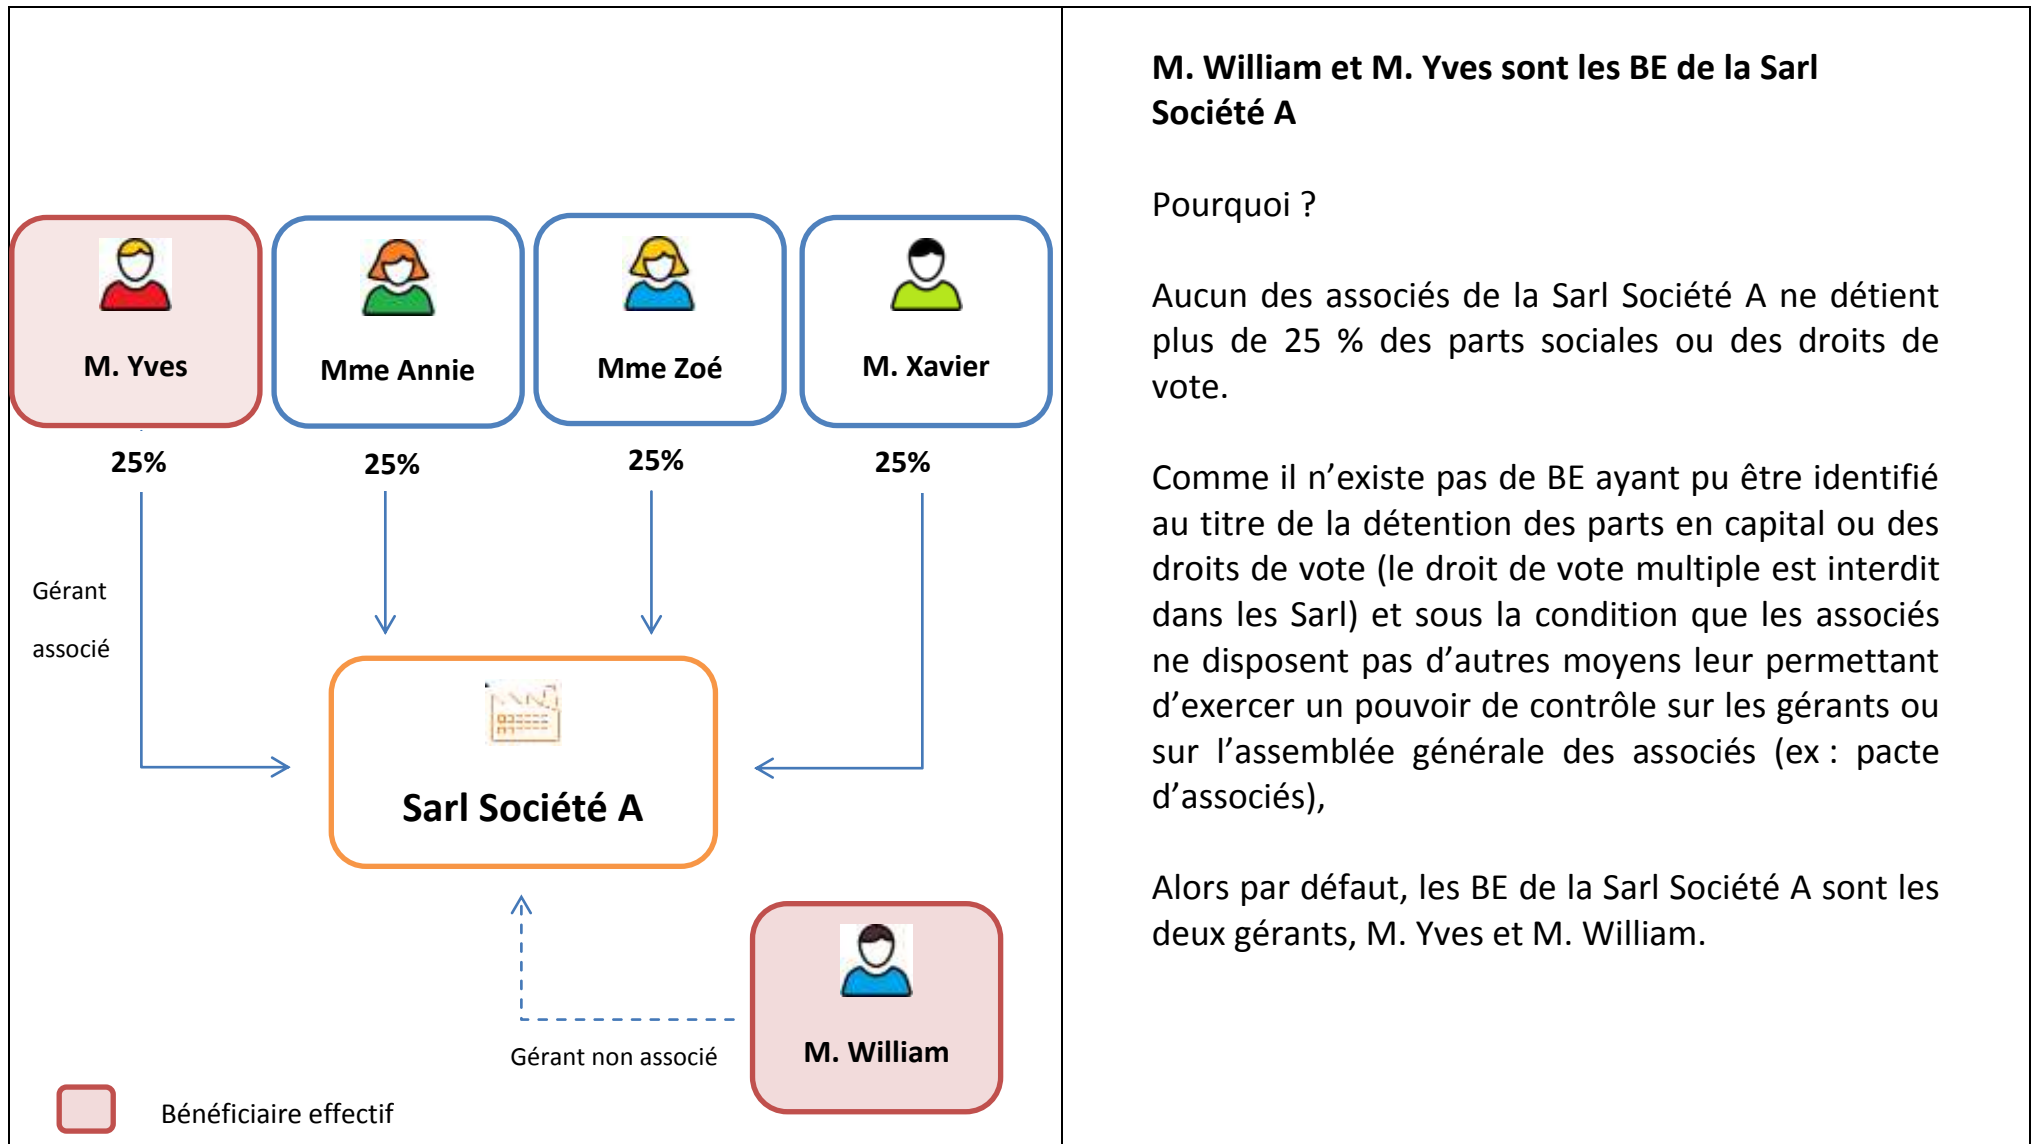 M. Yves
Mme Annie
Mme Zoé
M. Xavier
25%
25%
25%
25%
Gérant
associé
Sarl Société A
Gérant non associé
M. William
Bénéficiaire effectif
M. William et M. Yves sont les BE de la Sarl
Société A
Pourquoi ?
Aucun des associés de la Sarl Société A ne détient
plus de 25 % des parts sociales ou des droits de
vote.
Comme il n’existe pas de BE ayant pu être identifié
au titre de la détention des parts en capital ou des
droits de vote (le droit de vote multiple est interdit
dans les Sarl) et sous la condition que les associés
ne disposent pas d’autres moyens leur permettant
d’exercer un pouvoir de contrôle sur les gérants ou
sur l’assemblée générale des associés (ex : pacte
d’associés),
Alors par défaut, les BE de la Sarl Société A sont les
deux gérants, M. Yves et M. William.